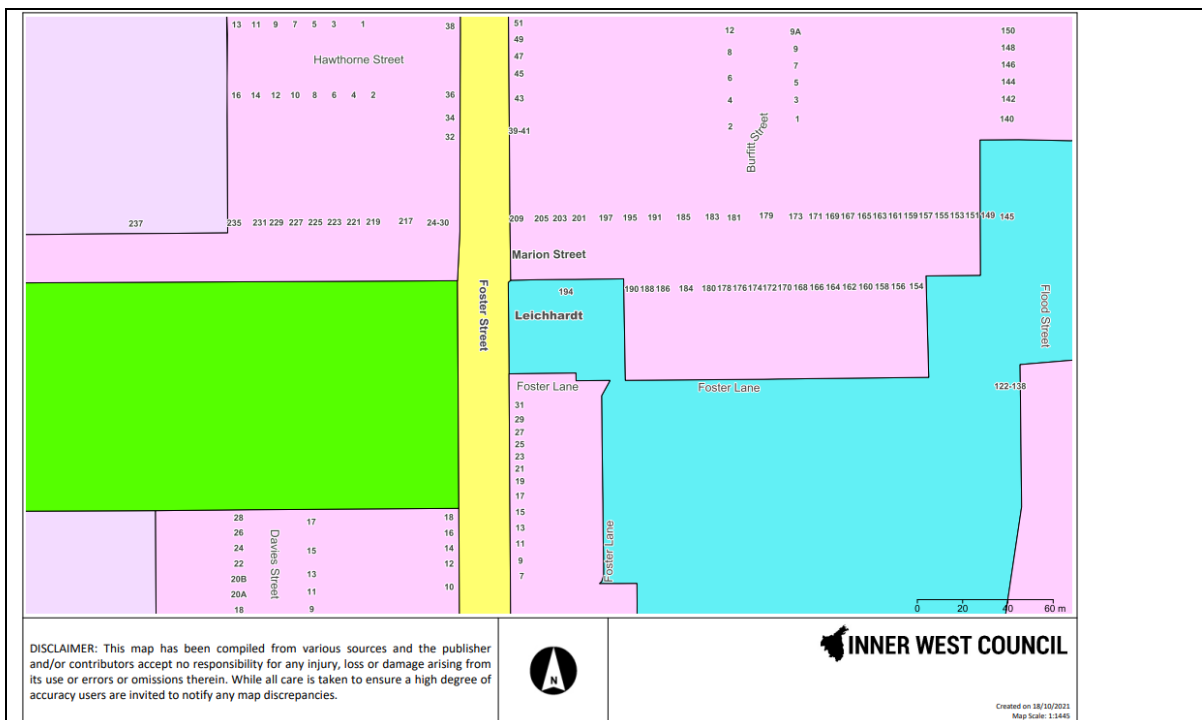 13 11 9 7 5 3 1 38
Hawthorne Street
16 14 12 10 8 6 4 2 36
34
32
51
49
47
45
43
39-41
12
8
6
4
2
Burfitt Street
9A
9
7
5
3
1
150
148
146
144
142
140
237 235 231 229 227 225 223 221 219 217 24-30
209 205 203 201 197 195 191 185 183 181 179 173 171 169 167 165 163 161 159 157 155 153 151 149 145
Marion Street
Foster Street
194
190 188 186 184 180 178 176 174 172 170 168 166 164 162 160 158 156 154
Leichhardt
Flood Street
Foster Lane
Foster Lane
122-138
31
29
27
25
23
21
19
17
15
13
11
9
7
Foster Lane
28
26
24
22
20B
20A
18
Davies Street
17
15
13
11
9
18
16
14
12
10
0 20 40 60 m
DISCLAIMER: This map has been compiled from various sources and the publisher
and/or contributors accept no responsibility for any injury, loss or damage arising from
its use or errors or omissions therein. While all care is taken to ensure a high degree of
accuracy users are invited to notify any map discrepancies.
N
INNER WEST COUNCIL
Created on 18/10/2021
Map Scale: 1:1445